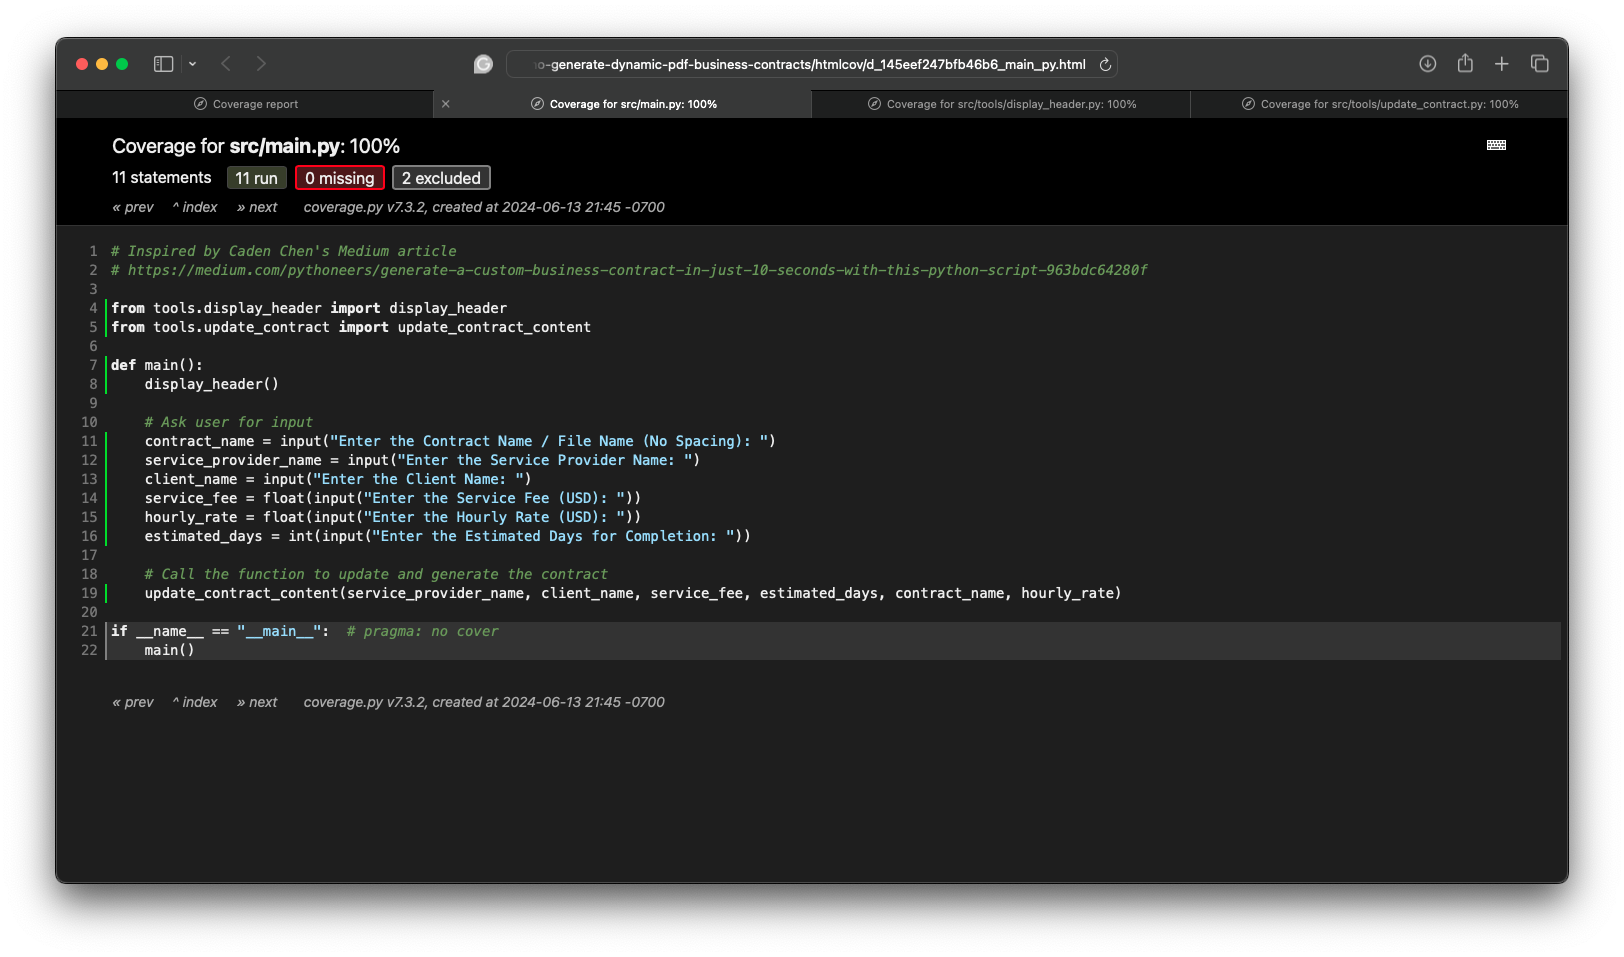 -generate-dynamic-pdf-business-contracts/htmlcov/d_145eef247bfb46b6_main_py.html
Coverage report
Coverage for src/main.py: 100%
Coverage for src/tools/display_header.py: 100%
Coverage for src/tools/update_contract.py: 100%
Coverage for src/main.py: 100%
11 statements 11 run 0 missing 2 excluded
« prev ^ index » next coverage.py v7.3.2, created at 2024-06-13 21:45 -0700
1 # Inspired by Caden Chen's Medium article
2 # https://medium.com/pythoneers/generate-a-custom-business-contract-in-just-10-seconds-with-this-python-script-963bdc64280f
3
4 from tools.display_header import display_header
5 from tools.update_contract import update_contract_content
6
7 def main():
8     display_header()
9
10     # Ask user for input
11     contract_name = input("Enter the Contract Name / File Name (No Spacing): ")
12     service_provider_name = input("Enter the Service Provider Name: ")
13     client_name = input("Enter the Client Name: ")
14     service_fee = float(input("Enter the Service Fee (USD): "))
15     hourly_rate = float(input("Enter the Hourly Rate (USD): "))
16     estimated_days = int(input("Enter the Estimated Days for Completion: "))
17
18     # Call the function to update and generate the contract
19     update_contract_content(service_provider_name, client_name, service_fee, estimated_days, contract_name, hourly_rate)
20
21 if __name__ == "__main__":  # pragma: no cover
22     main()
« prev ^ index » next coverage.py v7.3.2, created at 2024-06-13 21:45 -0700